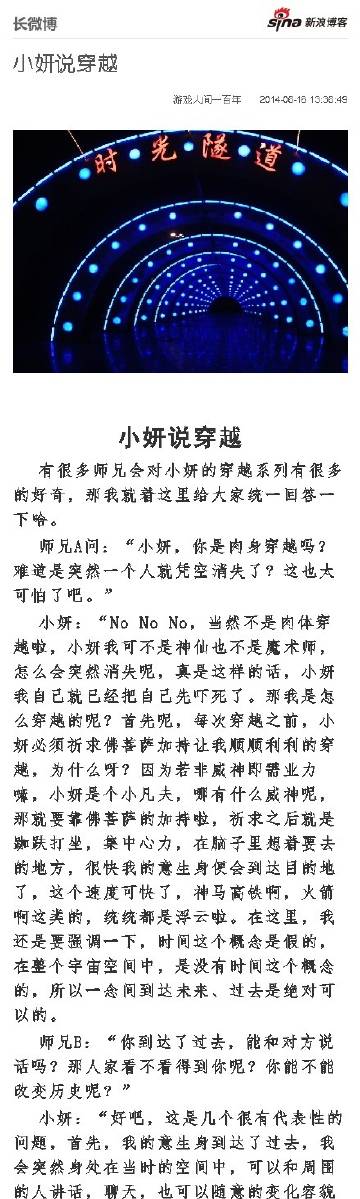 长微博
sina 新浪博客
小妍说穿越
游戏人间一百年 2014-06-16 13:36:49
时光隧道
小妍说穿越
有很多师兄会对小妍的穿越系列有很多
的好奇，那我就着这里给大家统一回答一
下哈。
师兄A问：“小妍，你是肉身穿越吗？
难道是突然一个人就凭空消失了？这也太
可怕了吧。”
小妍：“No No No，当然不是肉体穿
越啦，小妍我可不是神仙也不是魔术师，
怎么会突然消失呢，真是这样的话，小妍
我自己就已经把自己先吓死了。那我是怎
么穿越的呢？首先呢，每次穿越之前，小
妍必须祈求佛菩萨加持让我顺顺利利的穿
越，为什么呀？因为若非威神即需业力
嘛，小妍是个小凡夫，哪有什么威神呢，
那就要靠佛菩萨的加持啦，祈求之后就是
跏趺打坐，集中心力，在脑子里想着要去
的地方，很快我的意生身便会到达目的地
了，这个速度可快了，神马高铁啊，火箭
啊这类的，统统都是浮云啦。在这里，我
还是要强调一下，时间这个概念是假的，
在整个宇宙空间中，是没有时间这个概念
的，所以一念间到达未来、过去是绝对可
以的。
师兄B：“你到达了过去，能和对方说
话吗？那人家看不看得到你呢？你能不能
改变历史呢？”
小妍：“好吧，这是几个很有代表性的
问题，首先，我的意生身到达了过去，我
会突然身处在当时的空间中，可以和周围
的人讲话，聊天，也可以随意的变化容貌